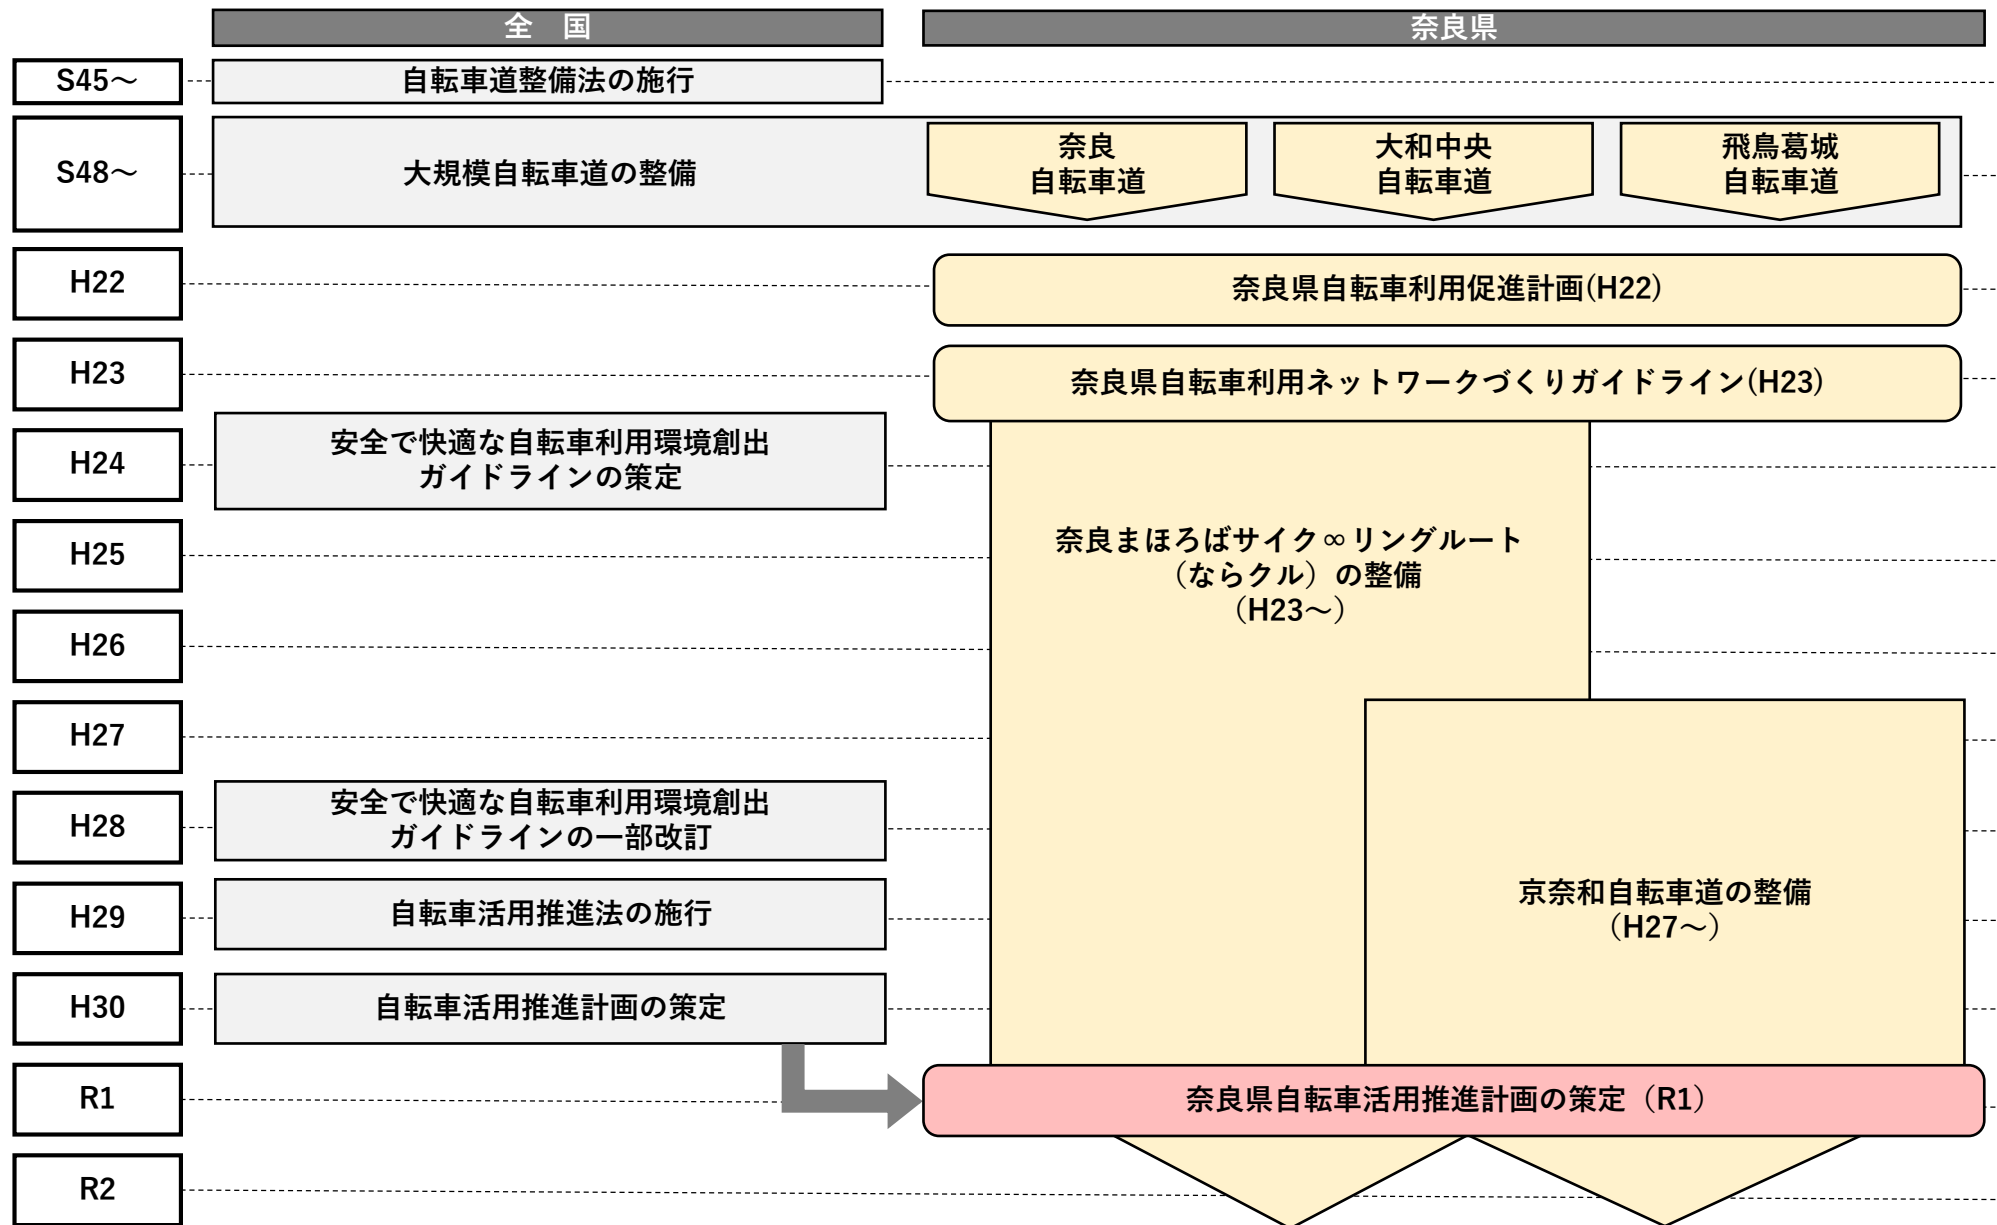 全　国
奈良県
S45～
自転車道整備法の施行
S48～
大規模自転車道の整備
奈良
自転車道
大和中央
自転車道
飛鳥葛城
自転車道
H22
奈良県自転車利用促進計画(H22)
H23
奈良県自転車利用ネットワークづくりガイドライン(H23)
H24
安全で快適な自転車利用環境創出
ガイドラインの策定
H25
奈良まほろばサイク∞リングルート
（ならクル）の整備
（H23～）
H26
H27
H28
安全で快適な自転車利用環境創出
ガイドラインの一部改訂
H29
自転車活用推進法の施行
京奈和自転車道の整備
（H27～）
H30
自転車活用推進計画の策定
R1
奈良県自転車活用推進計画の策定（R1）
R2